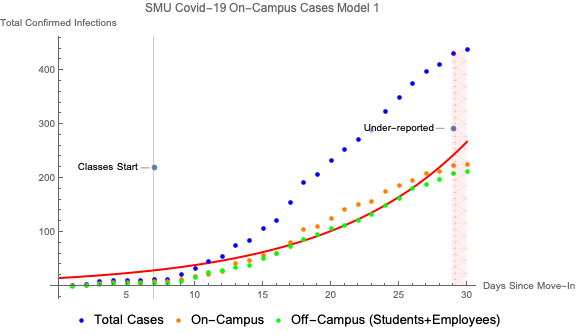 SMU Covid-19 On-Campus Cases Model 1
Total Confirmed Infections
400
300
200
100
Under-reported
Classes Start
5 10 15 20 25 30
Days Since Move-In
Total Cases On-Campus Off-Campus (Students+Employees)